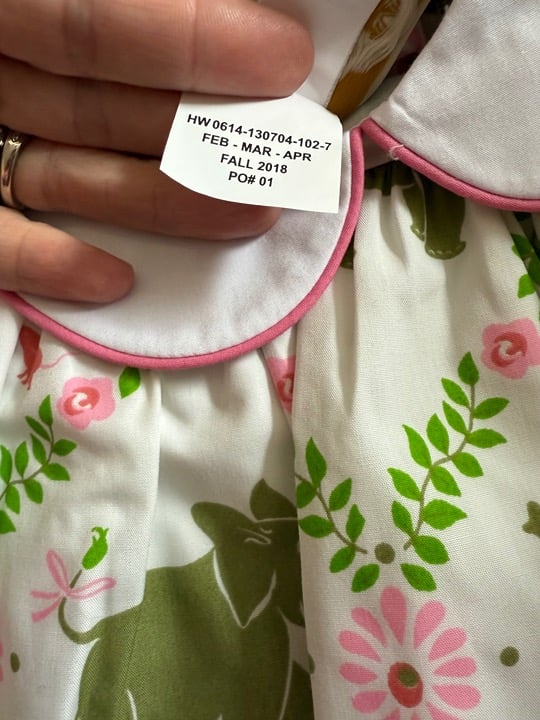 HW 0614-130704-102-7
FEB - MAR - APR
FALL 2018
PO# 01